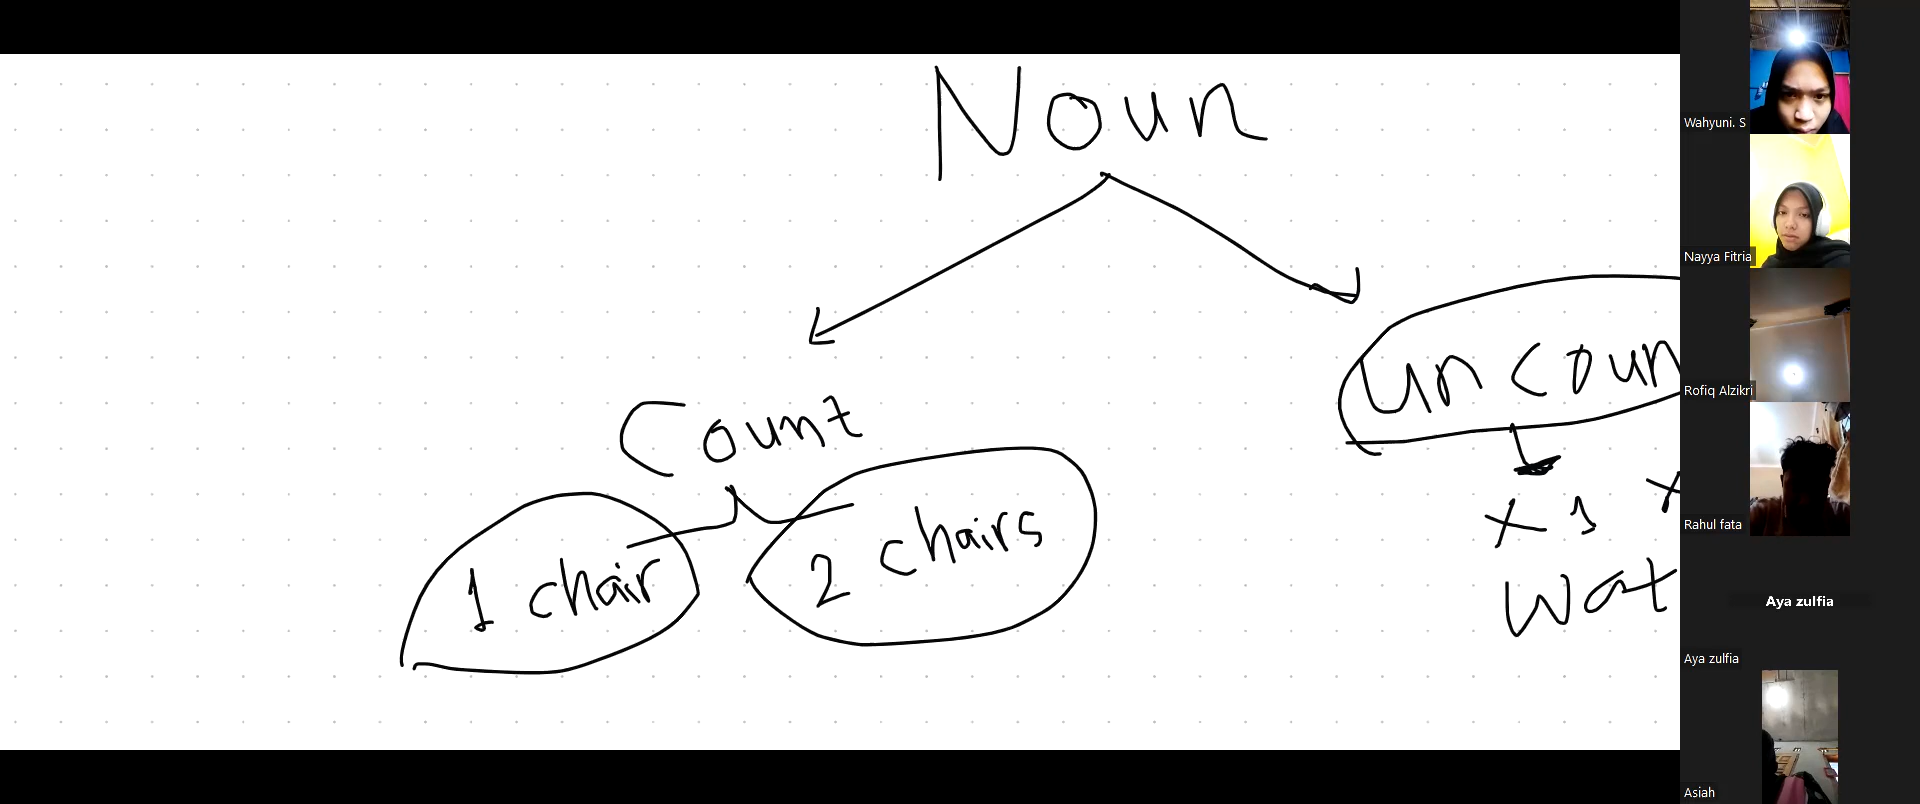 Noun
Count
uncoun
1 chair
2 chairs
x 1 x
wat
Wahyuni. S
Nayya Fitria
Rofiq Alzikri
Rahul fata
Aya zulfia
Aya zulfia
Asiah